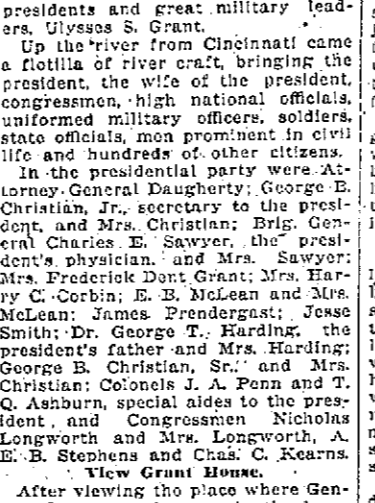 presidents and great military lead-
ers, Ulysses S. Grant.
Up the river from Cincinnati came
a flotilla of river craft, bringing the
president, the wife of the president,
congressmen, high national officials,
uniformed military officers, soldiers,
state officials, men prominent in civil
life and hundreds of other citizens.
In the presidential party were At-
torney-General Daugherty; George B.
Christian, Jr., secretary to the presi-
dent, and Mrs. Christian; Brig. Gen-
eral Charles E. Sawyer, the presi-
dent's physician, and Mrs. Sawyer;
Mrs. Frederick Dent Grant; Mrs. Har-
ry C. Corbin; E. B. McLean and Mrs.
McLean; James Prendergast; Jesse
Smith; Dr. George T. Harding, the
president's father and Mrs. Harding;
George B. Christian, Sr., and Mrs.
Christian; Colonels J. A. Penn and T.
Q. Ashburn, special aides to the pres-
ident, and Congressmen Nicholas
Longworth and Mrs. Longworth, A.
E. B. Stephens and Chas. C. Kearns.
View Grant House.
After viewing the place where Gen-